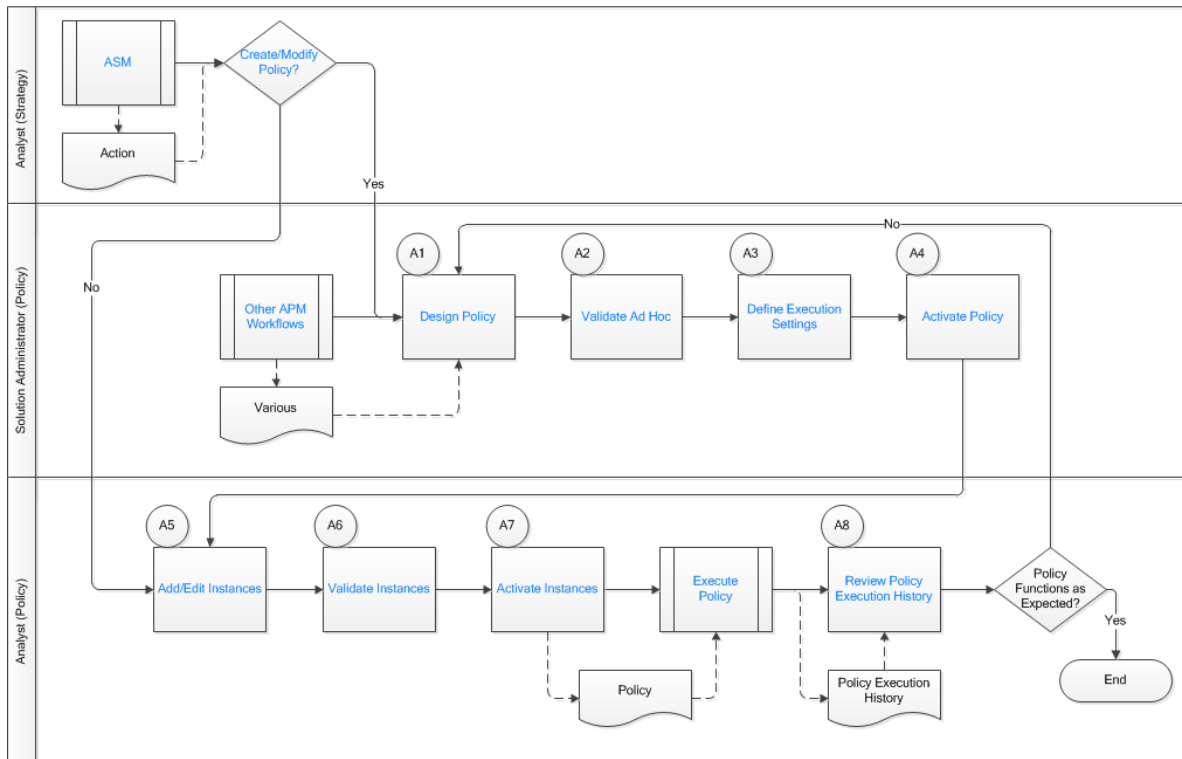 Analyst (Strategy)
ASM
Create/Modify
Policy?
Action
Yes
Solution Administrator (Policy)
No
No
A1
A2
A3
A4
Other APM
Workflows
Design Policy
Validate Ad Hoc
Define Execution
Settings
Activate Policy
Various
Analyst (Policy)
A5
A6
A7
A8
Add/Edit Instances
Validate Instances
Activate Instances
Execute
Policy
Review Policy
Execution History
Policy
Functions as
Expected?
Yes
Policy
Policy Execution
History
End